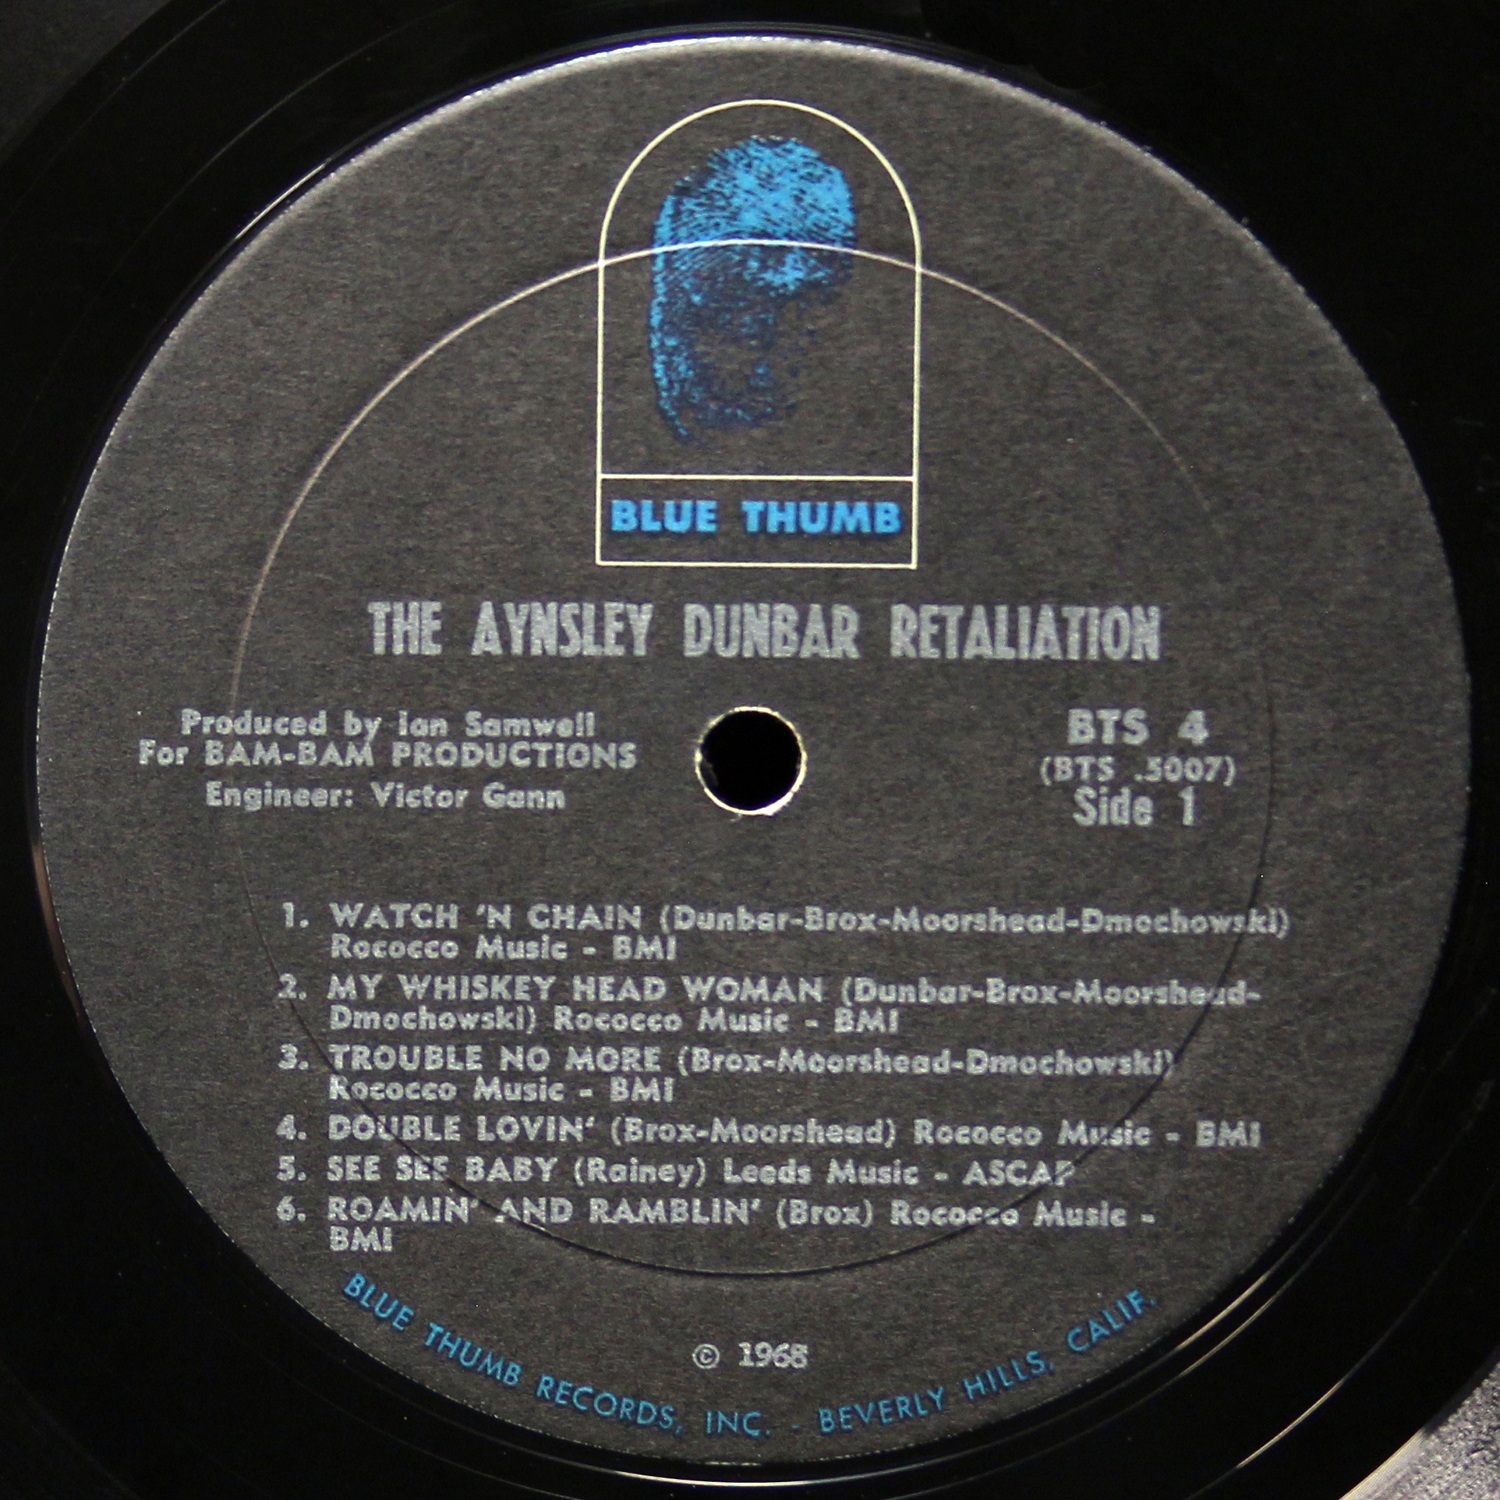 BLUE THUMB
THE AYNSLEY DUNBAR RETALIATION
Produced by Ian Samwell
For BAM-BAM PRODUCTIONS
Engineer: Victor Gann
BTS 4
(BTS .5007)
Side 1
1. WATCH 'N CHAIN (Dunbar-Brox-Moorshead-Dmochowski)
Rococco Music - BMI
2. MY WHISKEY HEAD WOMAN (Dunbar-Brox-Moorshead-
Dmochowski) Rococco Music - BMI
3. TROUBLE NO MORE (Brox-Moorshead-Dmochowski)
Rococco Music - BMI
4. DOUBLE LOVIN' (Brox-Moorshead) Rococco Music - BMI
5. SEE SEE BABY (Rainey) Leeds Music - ASCAP
6. ROAMIN' AND RAMBLIN' (Brox) Rococco Music -
BMI
© 1968
BLUE THUMB RECORDS, INC. - BEVERLY HILLS, CALIF.